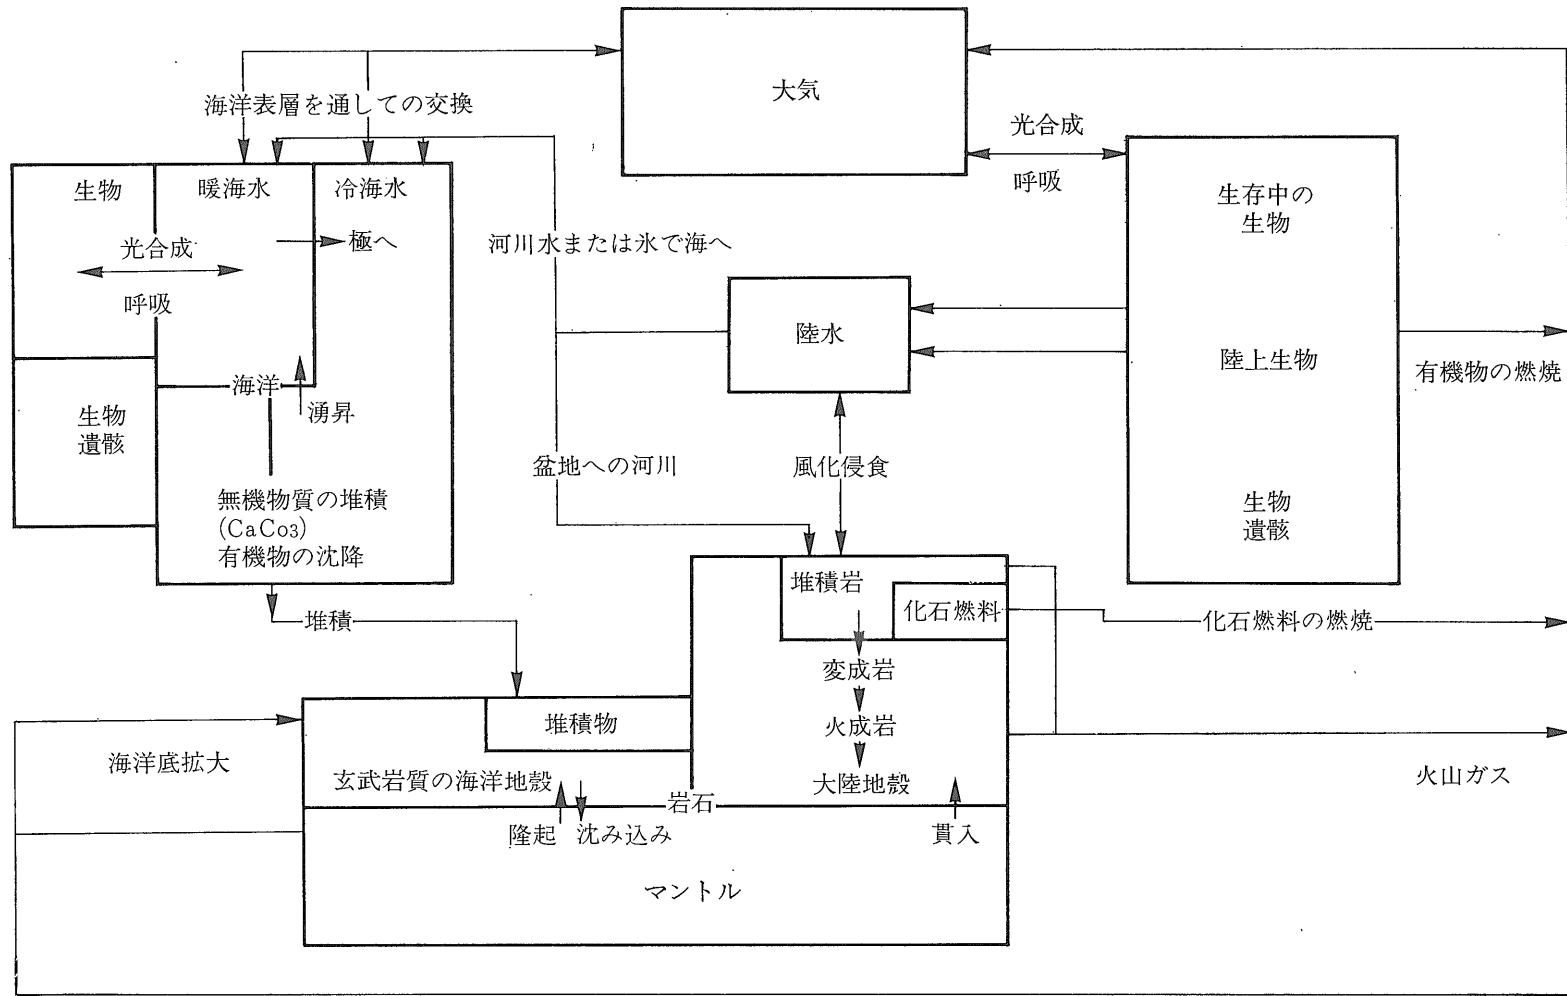 大気
海洋表層を通しての交換
光合成
呼吸
生物
暖海水
冷海水
生存中の
生物
光合成
極へ
呼吸
河川水または氷で海へ
陸水
陸上生物
有機物の燃焼
海洋
湧昇
生物
遺骸
盆地への河川
風化侵食
無機物質の堆積
(CaCo3)
有機物の沈降
生物
遺骸
堆積岩
化石燃料
化石燃料の燃焼
堆積
変成岩
堆積物
火成岩
海洋底拡大
玄武岩質の海洋地殻
大陸地殻
火山ガス
岩石
隆起
沈み込み
貫入
マントル